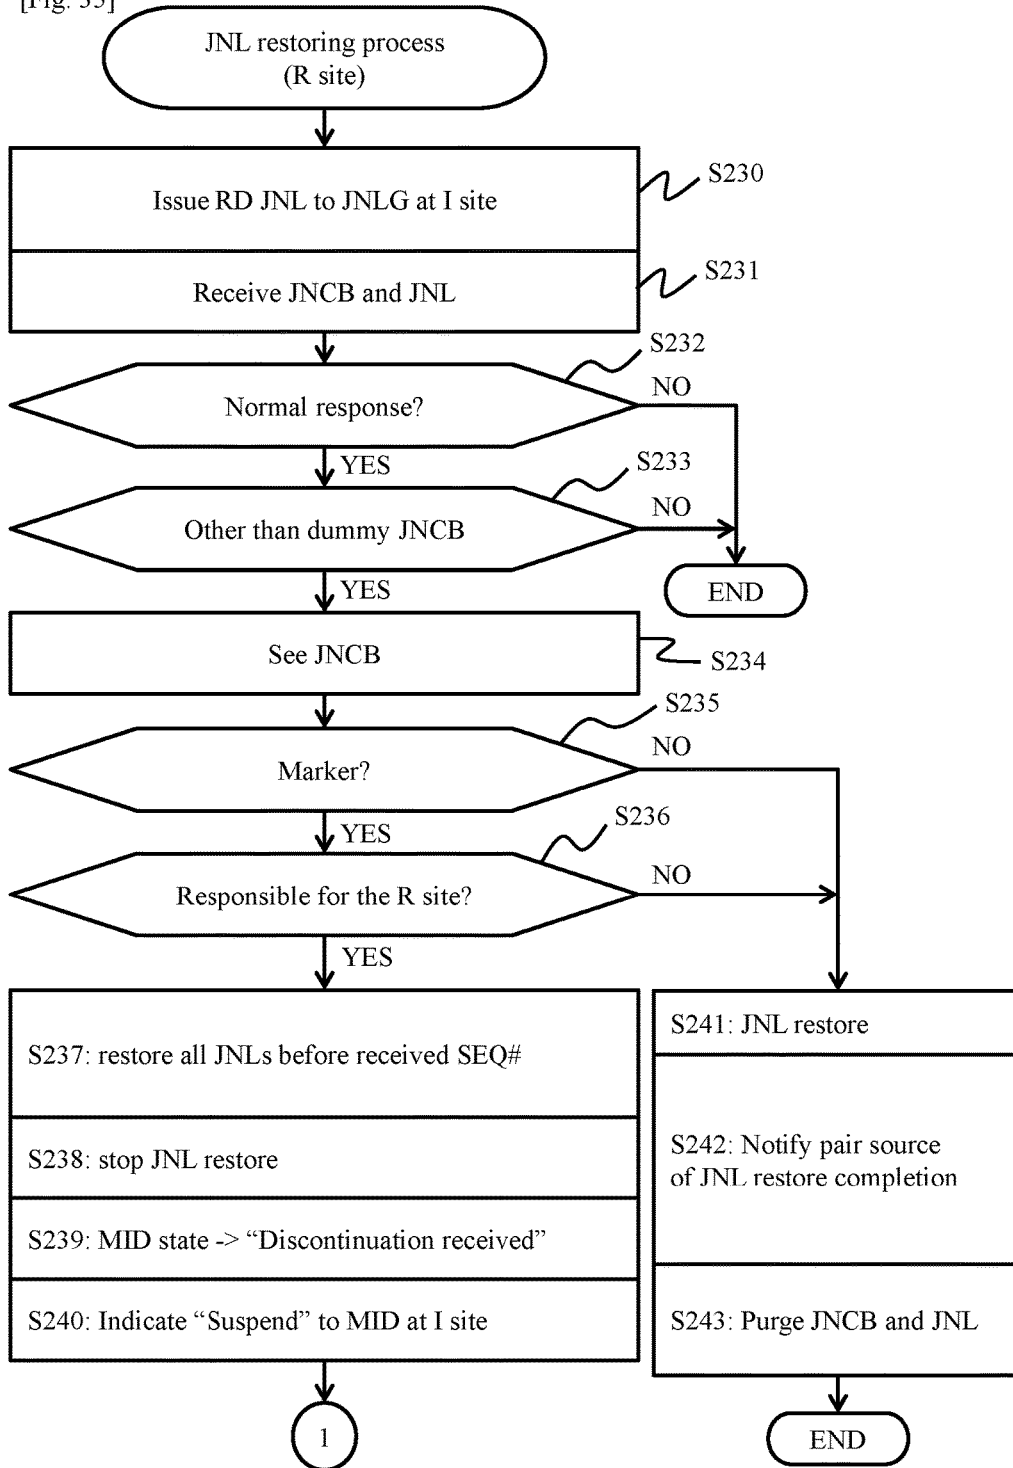 [Fig. 35]
JNL restoring process
(R site)
Issue RD JNL to JNLG at I site
S230
Receive JNCB and JNL
S231
S232
Normal response?
NO
YES
S233
Other than dummy JNCB
NO
YES
END
See JNCB
S234
S235
Marker?
NO
YES
S236
Responsible for the R site?
NO
YES
S237: restore all JNLs before received SEQ#
S238: stop JNL restore
S239: MID state -> “Discontinuation received”
S240: Indicate “Suspend” to MID at I site
1
S241: JNL restore
S242: Notify pair source
of JNL restore completion
S243: Purge JNCB and JNL
END